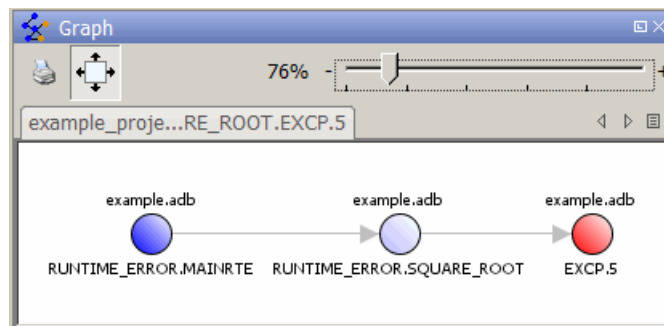 Graph
76% - +
example_proje...RE_ROOT.EXCP.5
example.adb example.adb example.adb
RUNTIME_ERROR.MAINRTE RUNTIME_ERROR.SQUARE_ROOT EXCP.5